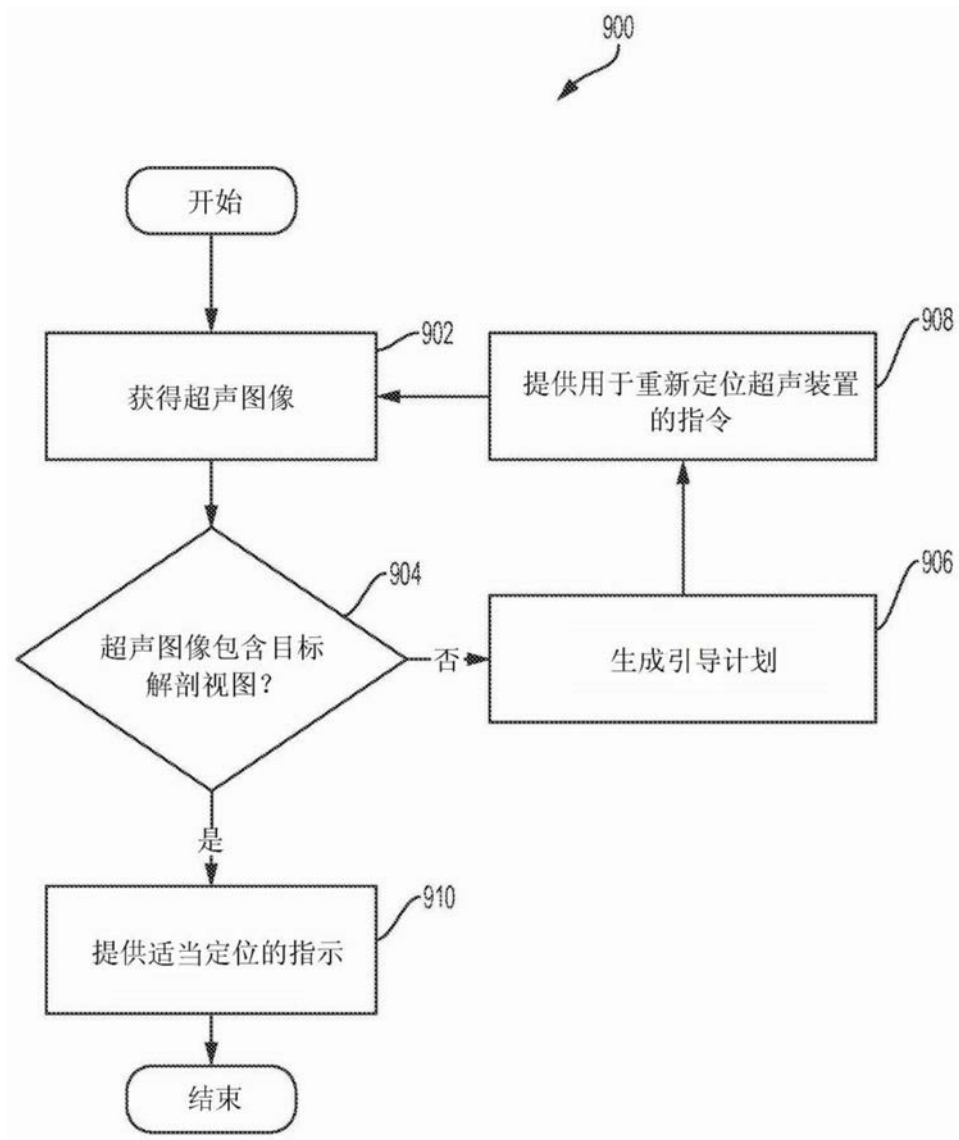 900
开始
902
获得超声图像
908
提供用于重新定位超声装置
的指令
904
超声图像包含目标
解剖视图？
否
906
生成引导计划
是
910
提供适当定位的指示
结束